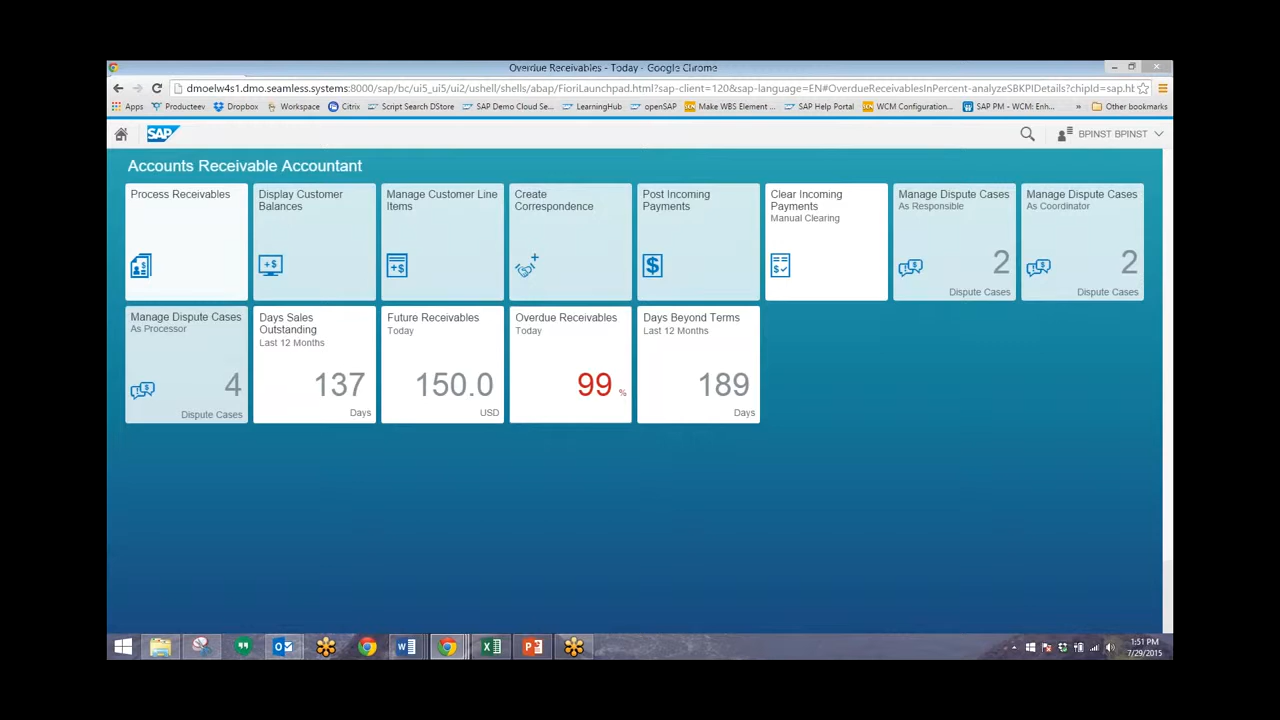 Overdue Receivables - Today - Google Chrome
dmoelw4s1.dmo.seamless.systems:8000/sap/bc/ui5_ui5/ui2/ushell/shells/abap/FioriLaunchpad.html?sap-client=120&sap-language=EN#OverdueReceivablesInPercent-analyzeSBKPIDetails?chipId=sap.hb
Apps Producteev Dropbox Workspace Citrix Script Search DStore SAP Demo Cloud Se... LearningHub openSAP Make WBS Element ... SAP Help Portal WCM Configuration... SAP PM - WCM: Enh... » Other bookmarks
SAP BPINST BPINST
Accounts Receivable Accountant
Process Receivables
Display Customer
Balances
Manage Customer Line
Items
Create
Correspondence
Post Incoming
Payments
Clear Incoming
Payments
Manual Clearing
Manage Dispute Cases
As Responsible
2
Dispute Cases
Manage Dispute Cases
As Coordinator
2
Dispute Cases
Manage Dispute Cases
As Processor
4
Dispute Cases
Days Sales
Outstanding
Last 12 Months
137
Days
Future Receivables
Today
150.0
USD
Overdue Receivables
Today
99 %
Days Beyond Terms
Last 12 Months
189
Days
1:51 PM
7/29/2015